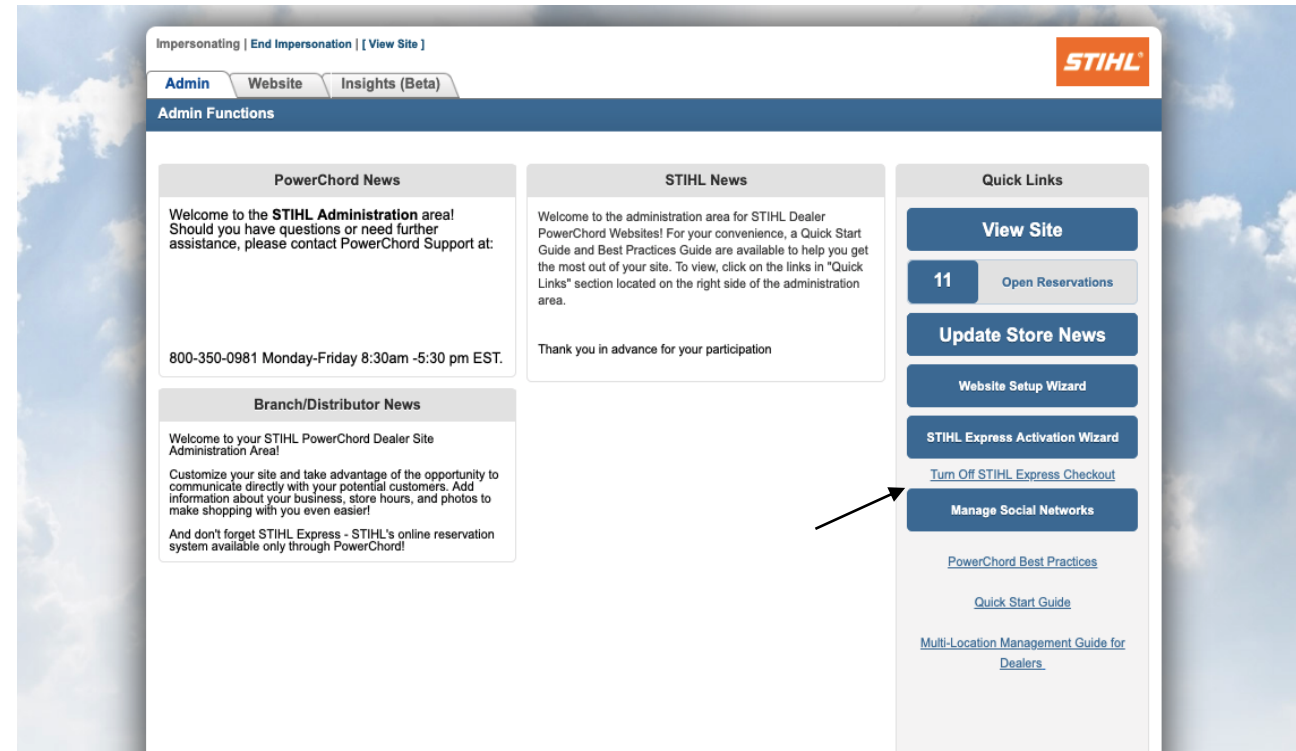 Impersonating | End Impersonation | [ View Site ]
STIHL®
Admin
Website
Insights (Beta)
Admin Functions
PowerChord News
Welcome to the STIHL Administration area!
Should you have questions or need further
assistance, please contact PowerChord Support at:
800-350-0981 Monday-Friday 8:30am -5:30 pm EST.
Branch/Distributor News
Welcome to your STIHL PowerChord Dealer Site
Administration Area!
Customize your site and take advantage of the opportunity to
communicate directly with your potential customers. Add
information about your business, store hours, and photos to
make shopping with you even easier!
And don't forget STIHL Express - STIHL's online reservation
system available only through PowerChord!
STIHL News
Welcome to the administration area for STIHL Dealer
PowerChord Websites! For your convenience, a Quick Start
Guide and Best Practices Guide are available to help you get
the most out of your site. To view, click on the links in "Quick
Links" section located on the right side of the administration
area.
Thank you in advance for your participation
Quick Links
View Site
11 Open Reservations
Update Store News
Website Setup Wizard
STIHL Express Activation Wizard
Turn Off STIHL Express Checkout
Manage Social Networks
PowerChord Best Practices
Quick Start Guide
Multi-Location Management Guide for
Dealers